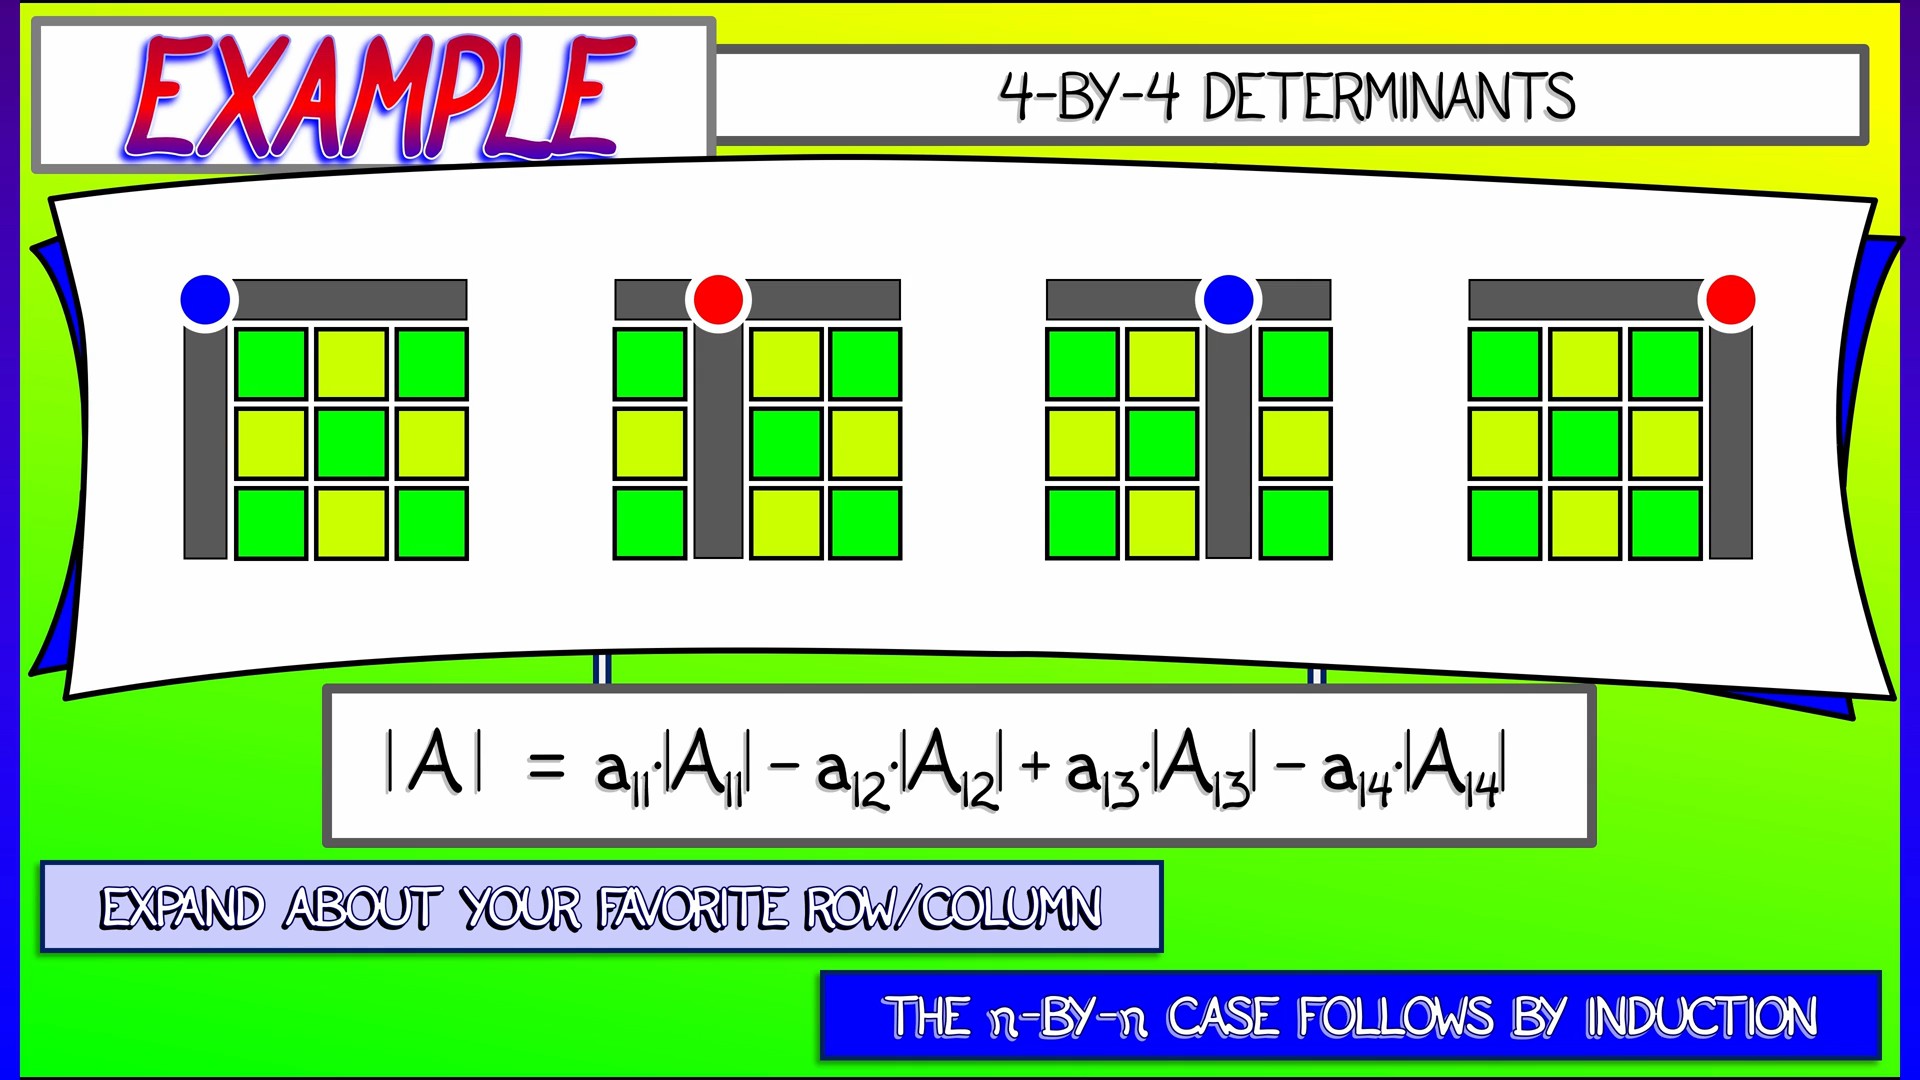 EXAMPLE
4-BY-4 DETERMINANTS
|A| = a₁₁·|A₁₁| − a₁₂·|A₁₂| + a₁₃·|A₁₃| − a₁₄·|A₁₄|
EXPAND ABOUT YOUR FAVORITE ROW/COLUMN
THE n-BY-n CASE FOLLOWS BY INDUCTION